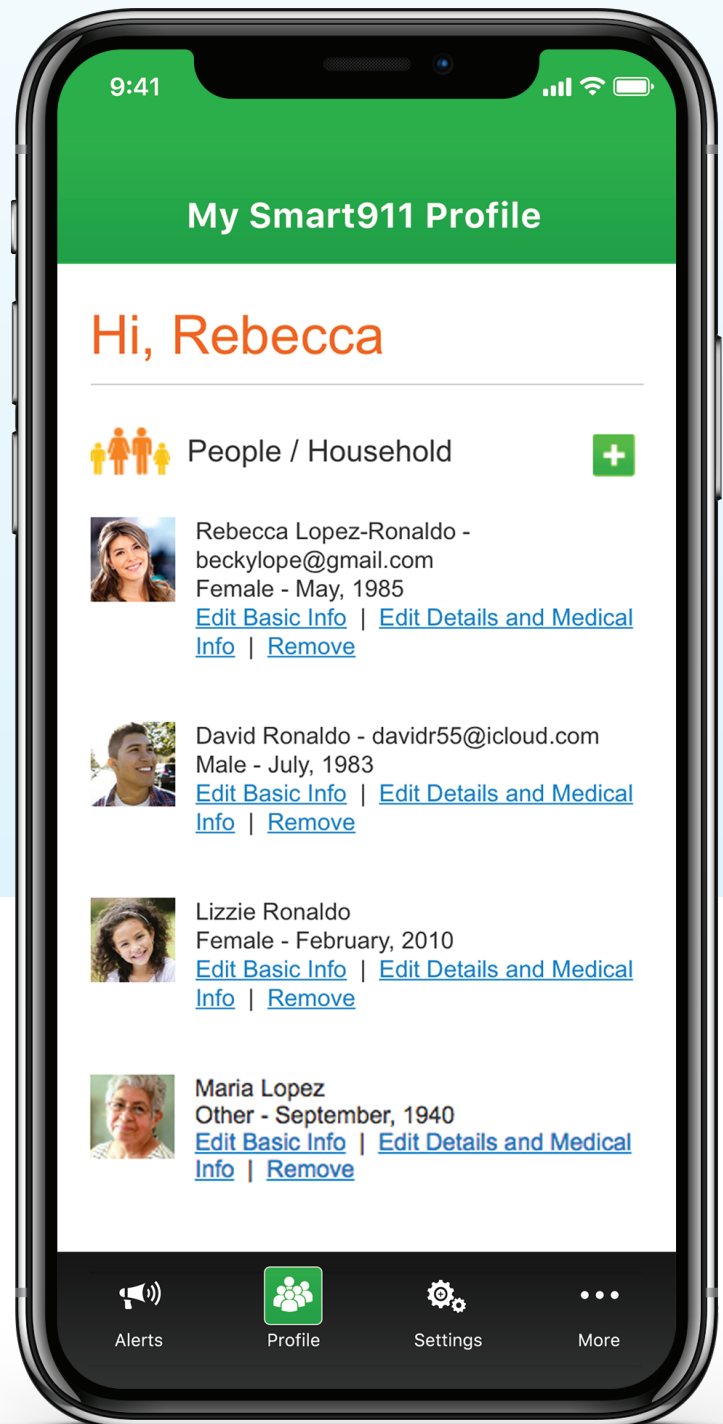 9:41
My Smart911 Profile
Hi, Rebecca
People / Household
Rebecca Lopez-Ronaldo -
beckylope@gmail.com
Female - May, 1985
Edit Basic Info | Edit Details and Medical
Info | Remove
David Ronaldo - davidr55@icloud.com
Male - July, 1983
Edit Basic Info | Edit Details and Medical
Info | Remove
Lizzie Ronaldo
Female - February, 2010
Edit Basic Info | Edit Details and Medical
Info | Remove
Maria Lopez
Other - September, 1940
Edit Basic Info | Edit Details and Medical
Info | Remove
Alerts Profile Settings More